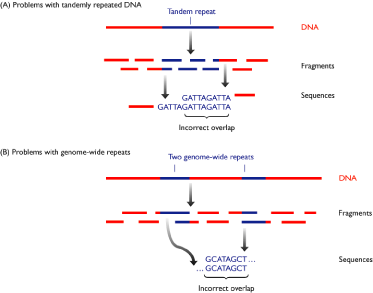 (A) Problems with tandemly repeated DNA
Tandem repeat
DNA
Fragments
Sequences
GATTAGATTA
GATTAGATTAGATTA
Incorrect overlap
(B) Problems with genome-wide repeats
Two genome-wide repeats
DNA
Fragments
GCATAGCT ...
Sequences
... GCATAGCT
Incorrect overlap